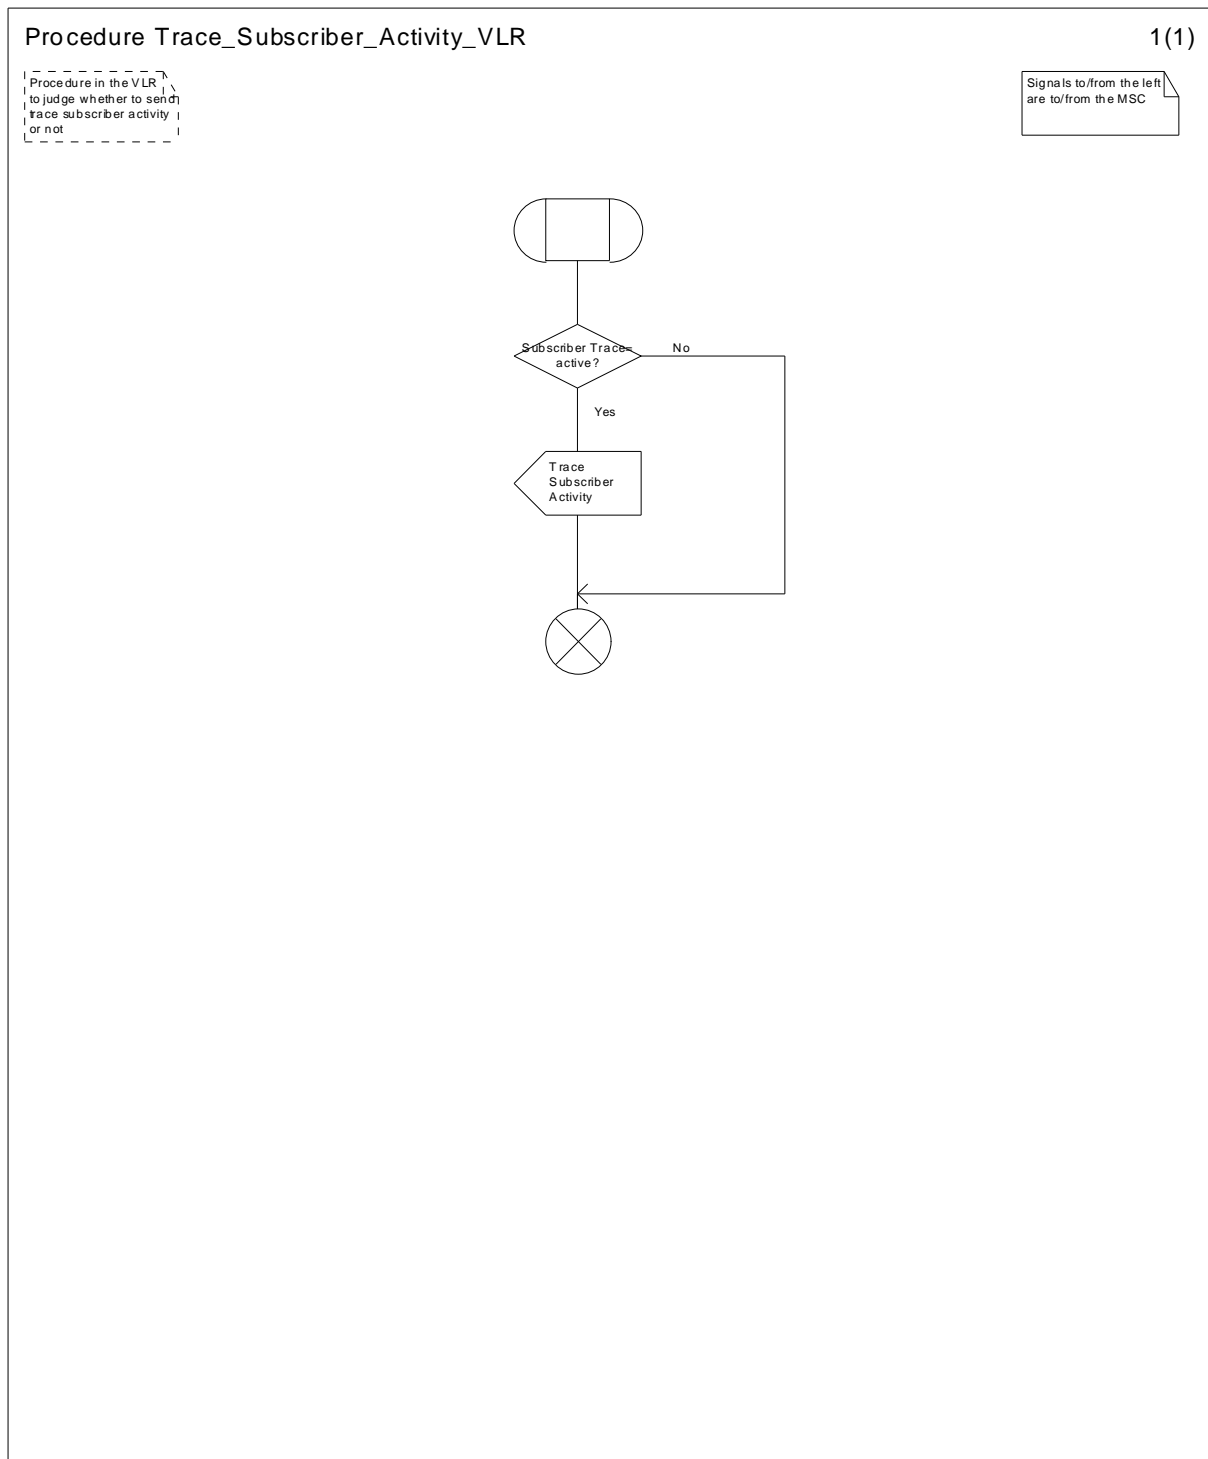 Procedure Trace_Subscriber_Activity_VLR
1(1)
Procedure in the VLR
to judge whether to send
trace subscriber activity
or not
Signals to/from the left
are to/from the MSC
Subscriber Trace=
active?
No
Yes
Trace
Subscriber
Activity